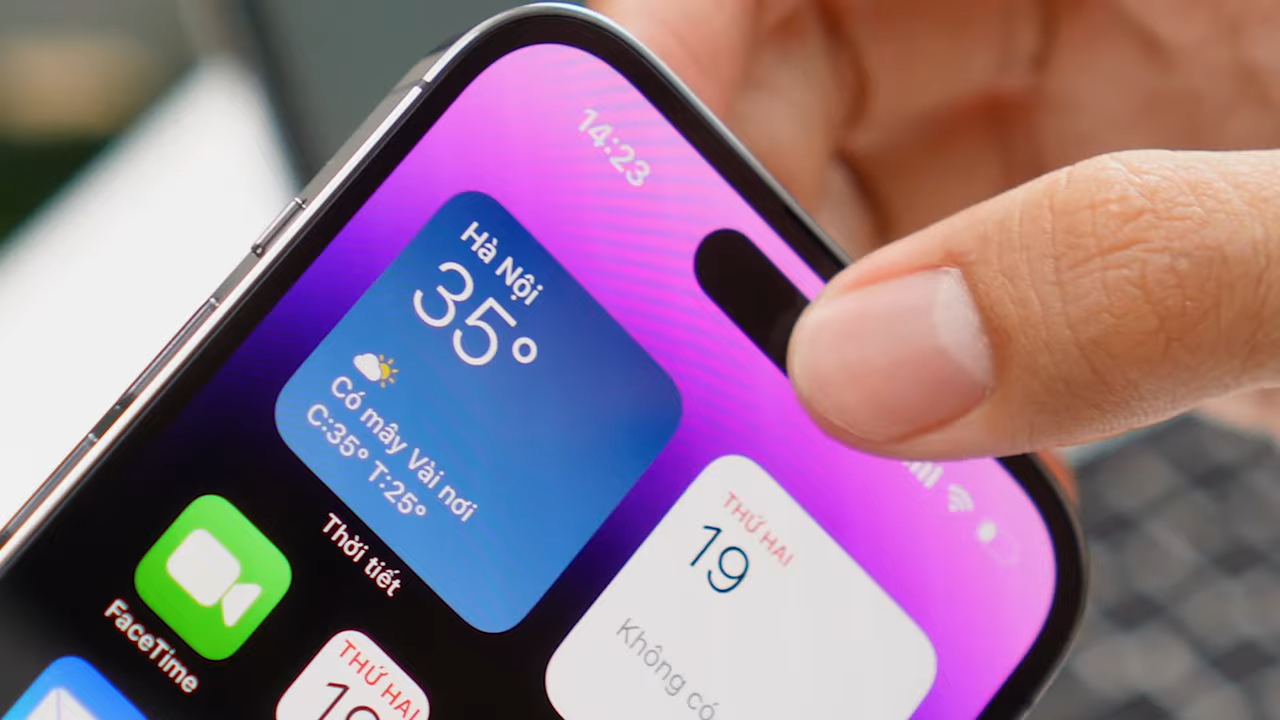 14:23
Hà Nội
35°
Có mây Vài nơi
C:35° T:25°
Thời tiết
THỨ HAI
19
Không có
FaceTime
THỨ HAI
19